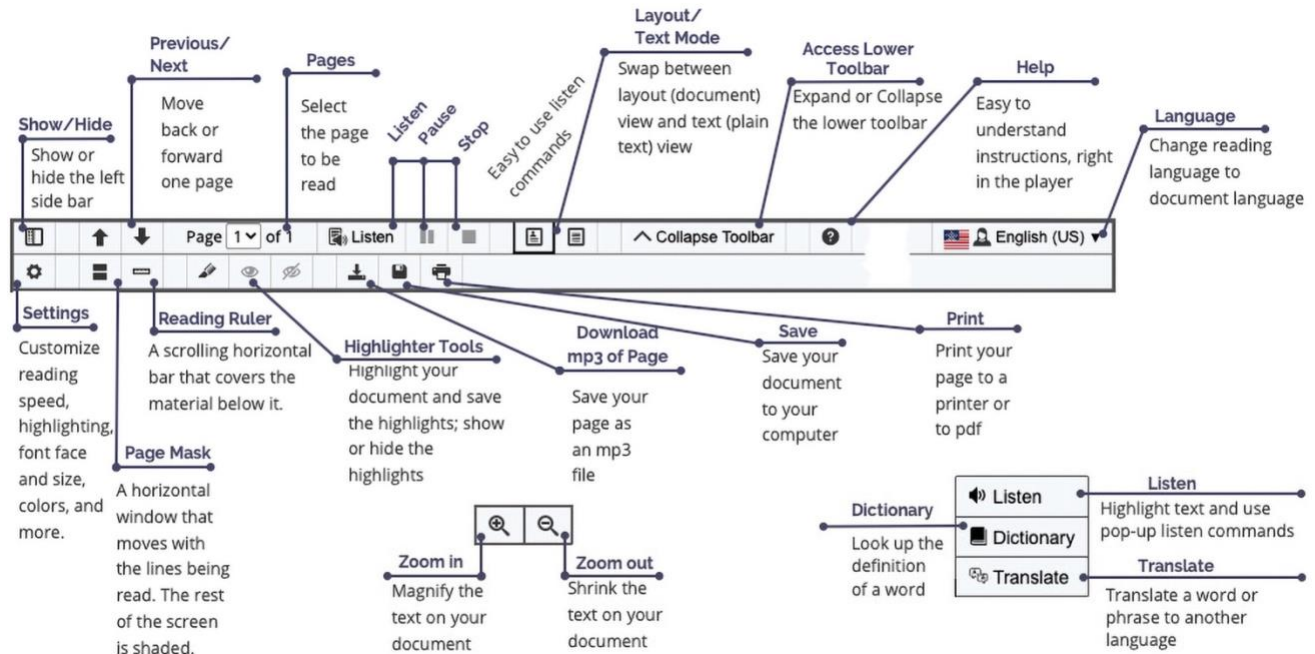 Show/Hide
Show or
hide the left
side bar
Previous/
Next
Move
back or
forward
one page
Pages
Select
the page
to be
read
Listen
Pause
Stop
Easy to use listen
commands
Layout/
Text Mode
Swap between
layout (document)
view and text (plain
text) view
Access Lower
Toolbar
Expand or Collapse
the lower toolbar
Help
Easy to
understand
instructions, right
in the player
Language
Change reading
language to
document language
Page 1 of 1
Listen
Collapse Toolbar
English (US)
Settings
Customize
reading
speed,
highlighting,
font face
and size,
colors, and
more.
Page Mask
A horizontal
window that
moves with
the lines being
read. The rest
of the screen
is shaded.
Reading Ruler
A scrolling horizontal
bar that covers the
material below it.
Highlighter Tools
Highlight your
document and save
the highlights; show
or hide the
highlights
Download
mp3 of Page
Save your
page as
an mp3
file
Save
Save your
document
to your
computer
Print
Print your
page to a
printer or
to pdf
Zoom in
Magnify the
text on your
document
Zoom out
Shrink the
text on your
document
Dictionary
Look up the
definition
of a word
Listen
Dictionary
Translate
Listen
Highlight text and use
pop-up listen commands
Translate
Translate a word or
phrase to another
language